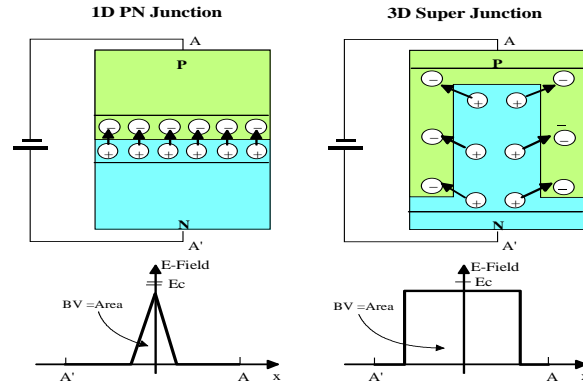 1D PN Junction
3D Super Junction
A
P
− − − − − −
+ + + + + +
N
A'
A
P
− −
+ +
− −
+ +
− −
+ +
N
A'
E-Field
Ec
BV =Area
A'
A
x
E-Field
Ec
BV =Area
A'
A